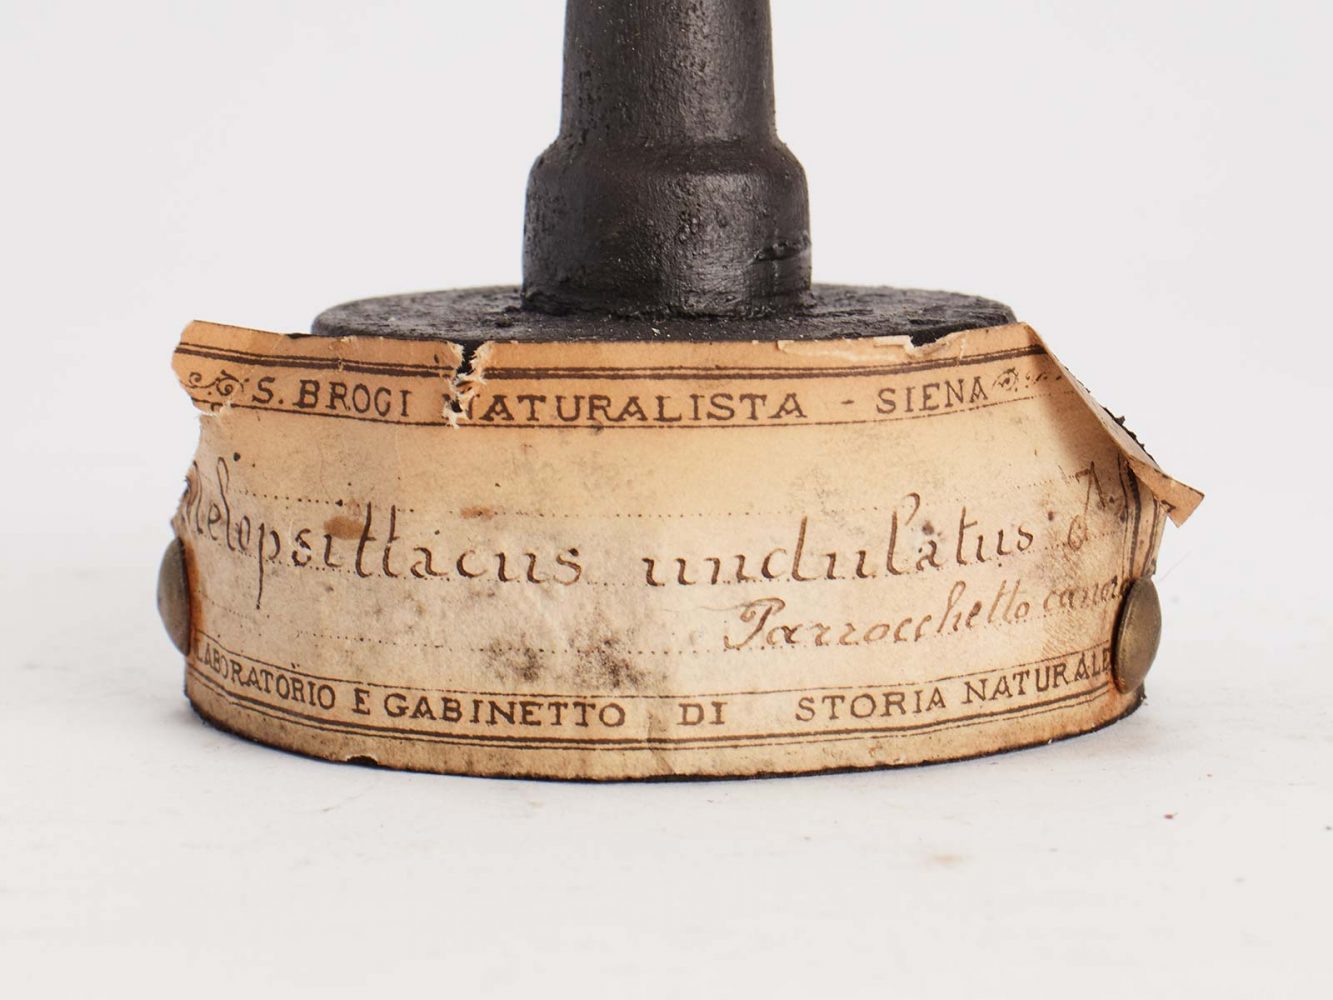 S. BROGI NATURALISTA - SIENA
Melopsittacus undulatus ♂ A.
Parrocchetto
LABORATORIO E GABINETTO DI STORIA NATURALE